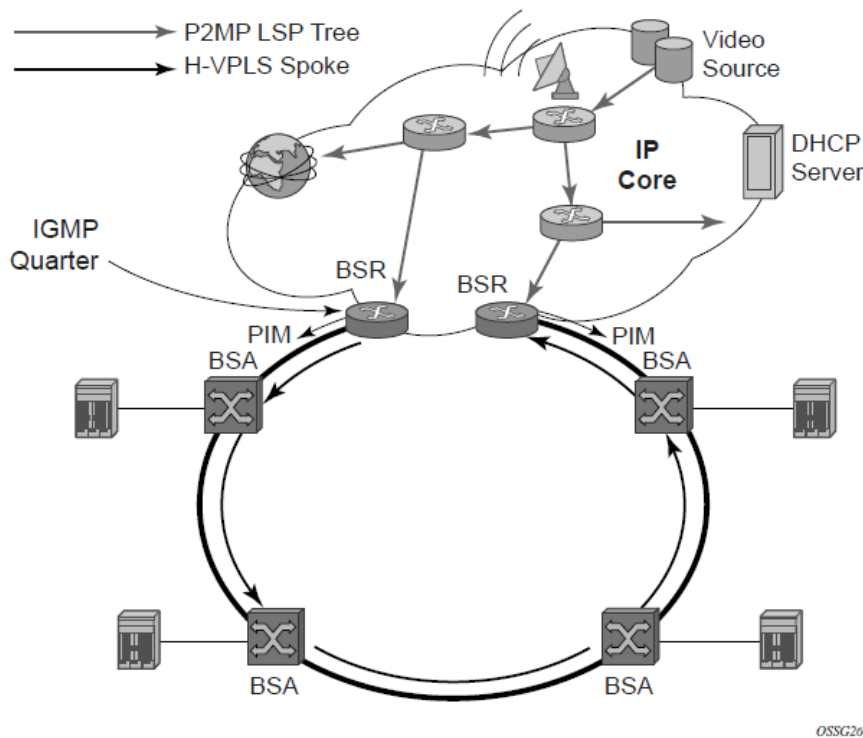 P2MP LSP Tree
H-VPLS Spoke
Video
Source
DHCP
Server
IP
Core
IGMP
Quarter
BSR
BSR
PIM
PIM
BSA
BSA
BSA
BSA